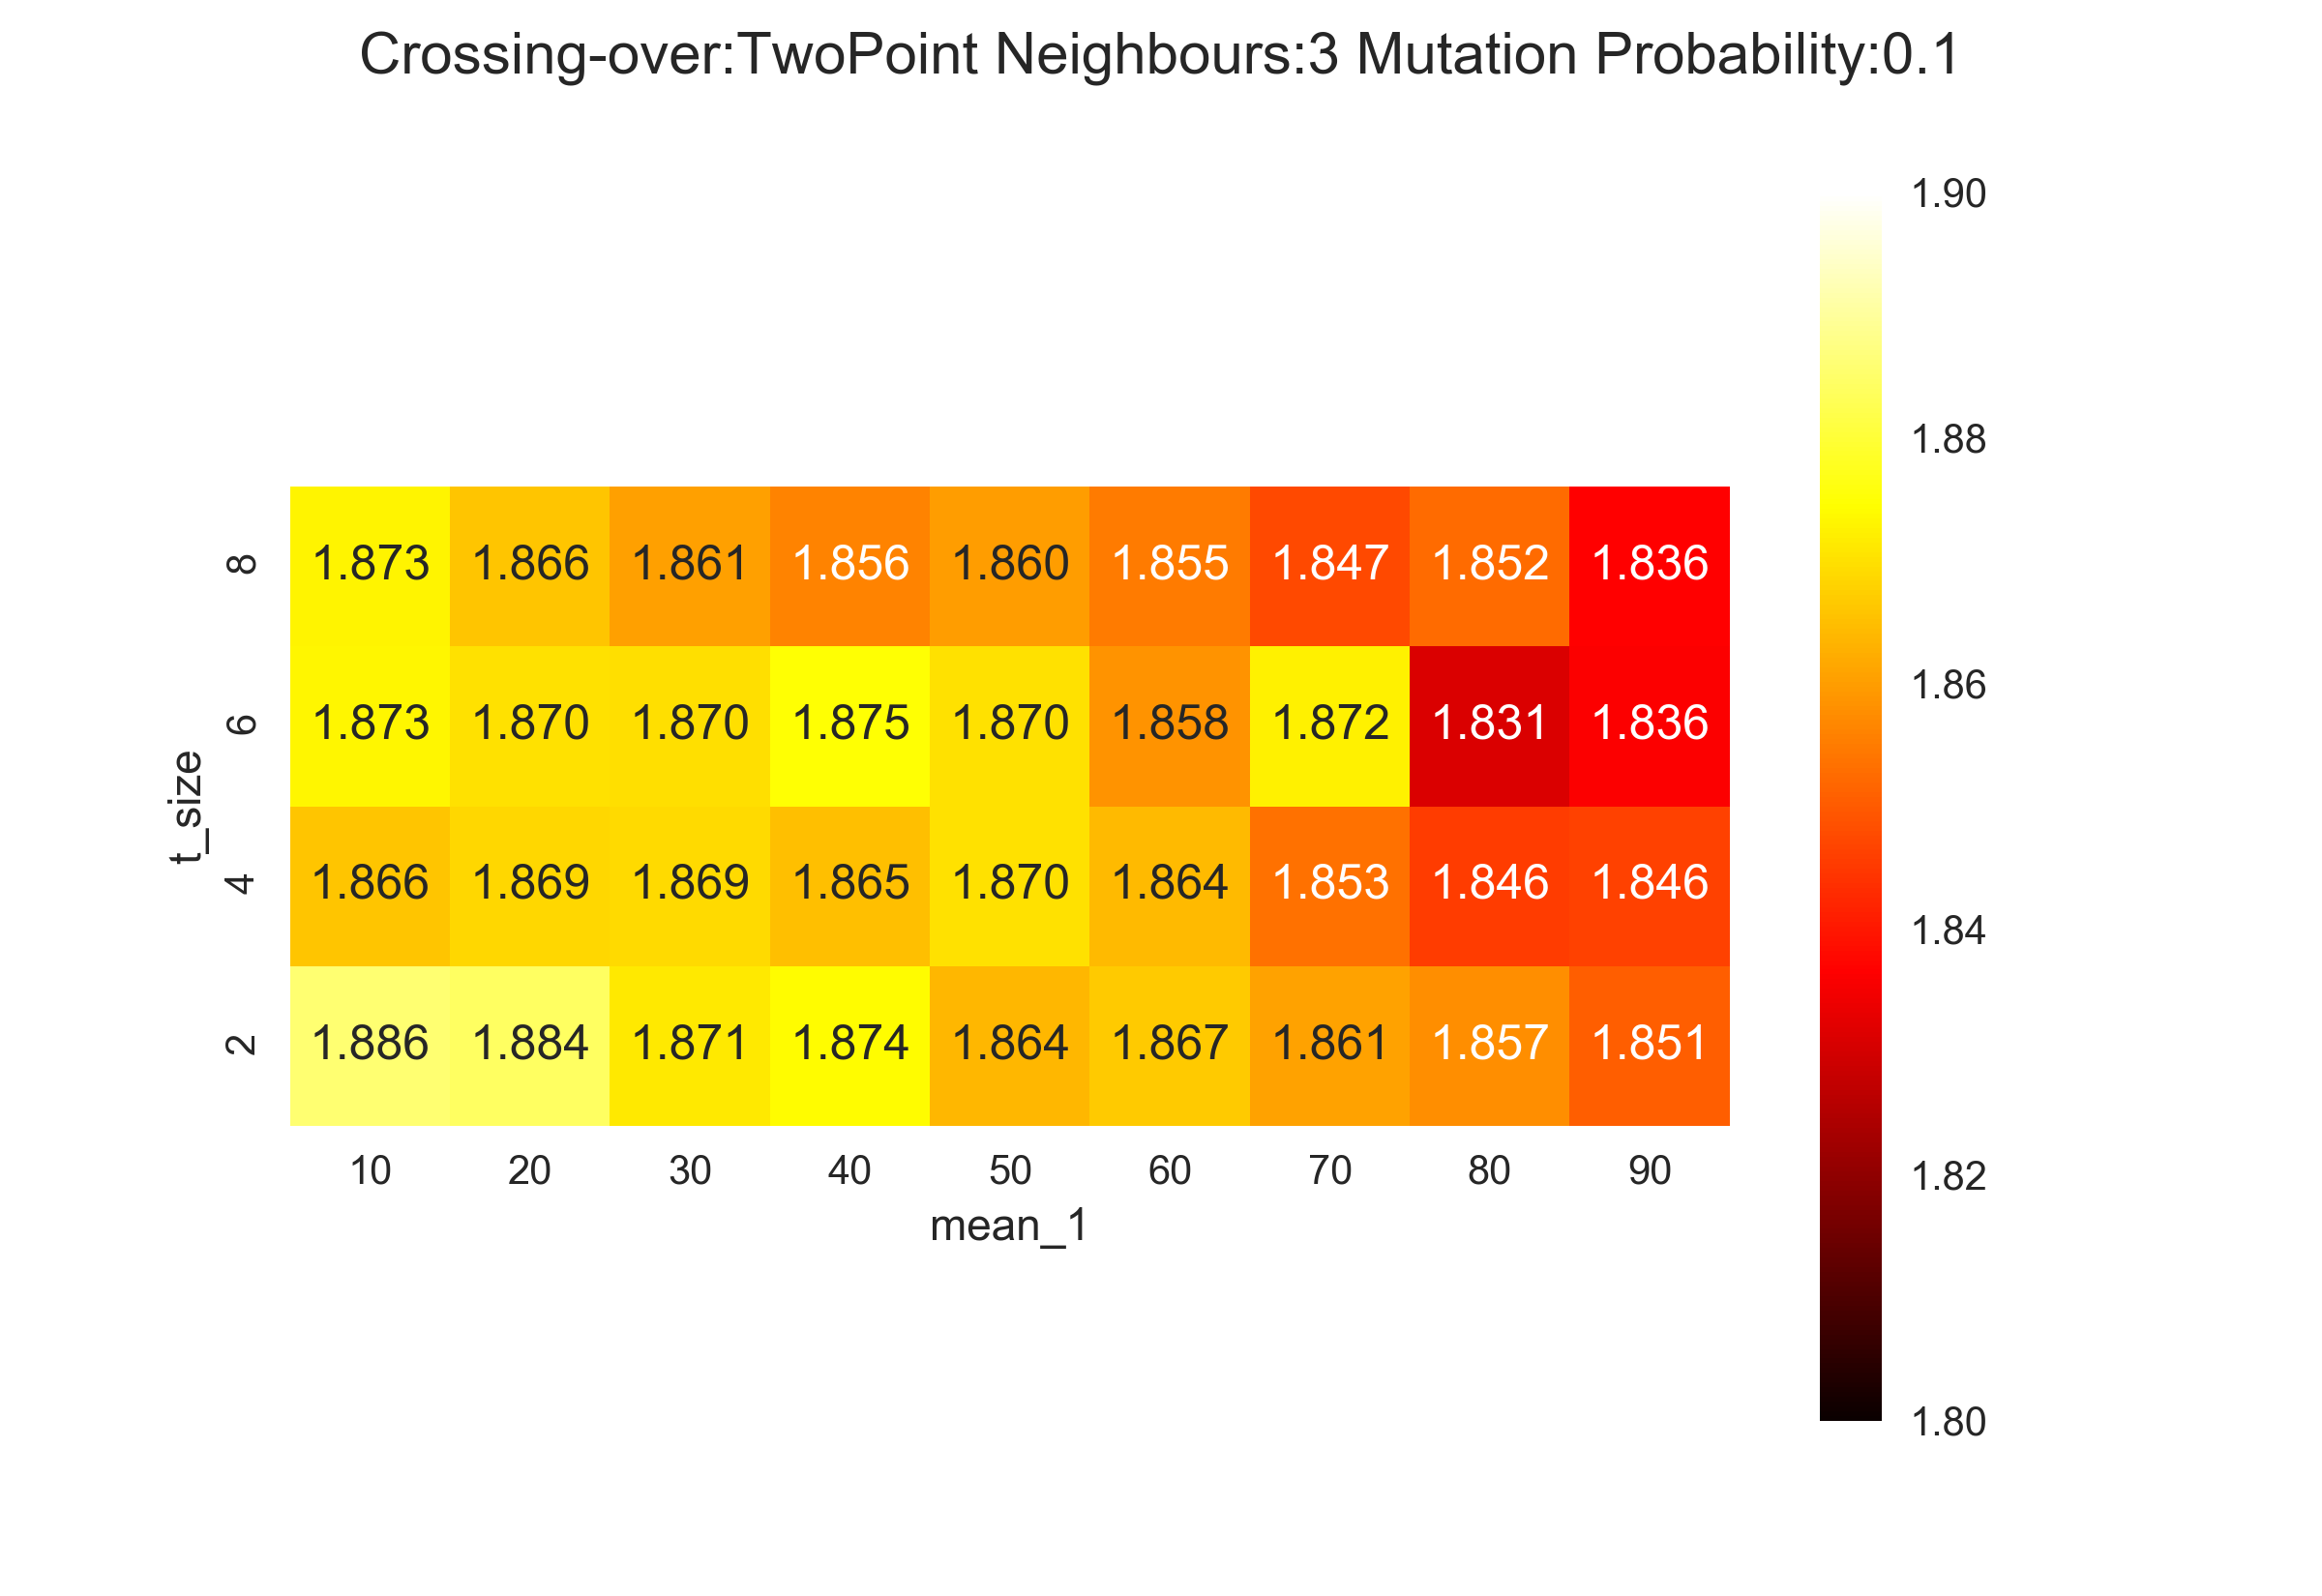 Crossing-over:TwoPoint Neighbours:3 Mutation Probability:0.1
1.90
1.88
1.86
1.84
1.82
1.80
t_size
8 1.873 1.866 1.861 1.856 1.860 1.855 1.847 1.852 1.836
6 1.873 1.870 1.870 1.875 1.870 1.858 1.872 1.831 1.836
4 1.866 1.869 1.869 1.865 1.870 1.864 1.853 1.846 1.846
2 1.886 1.884 1.871 1.874 1.864 1.867 1.861 1.857 1.851
10 20 30 40 50 60 70 80 90
mean_1